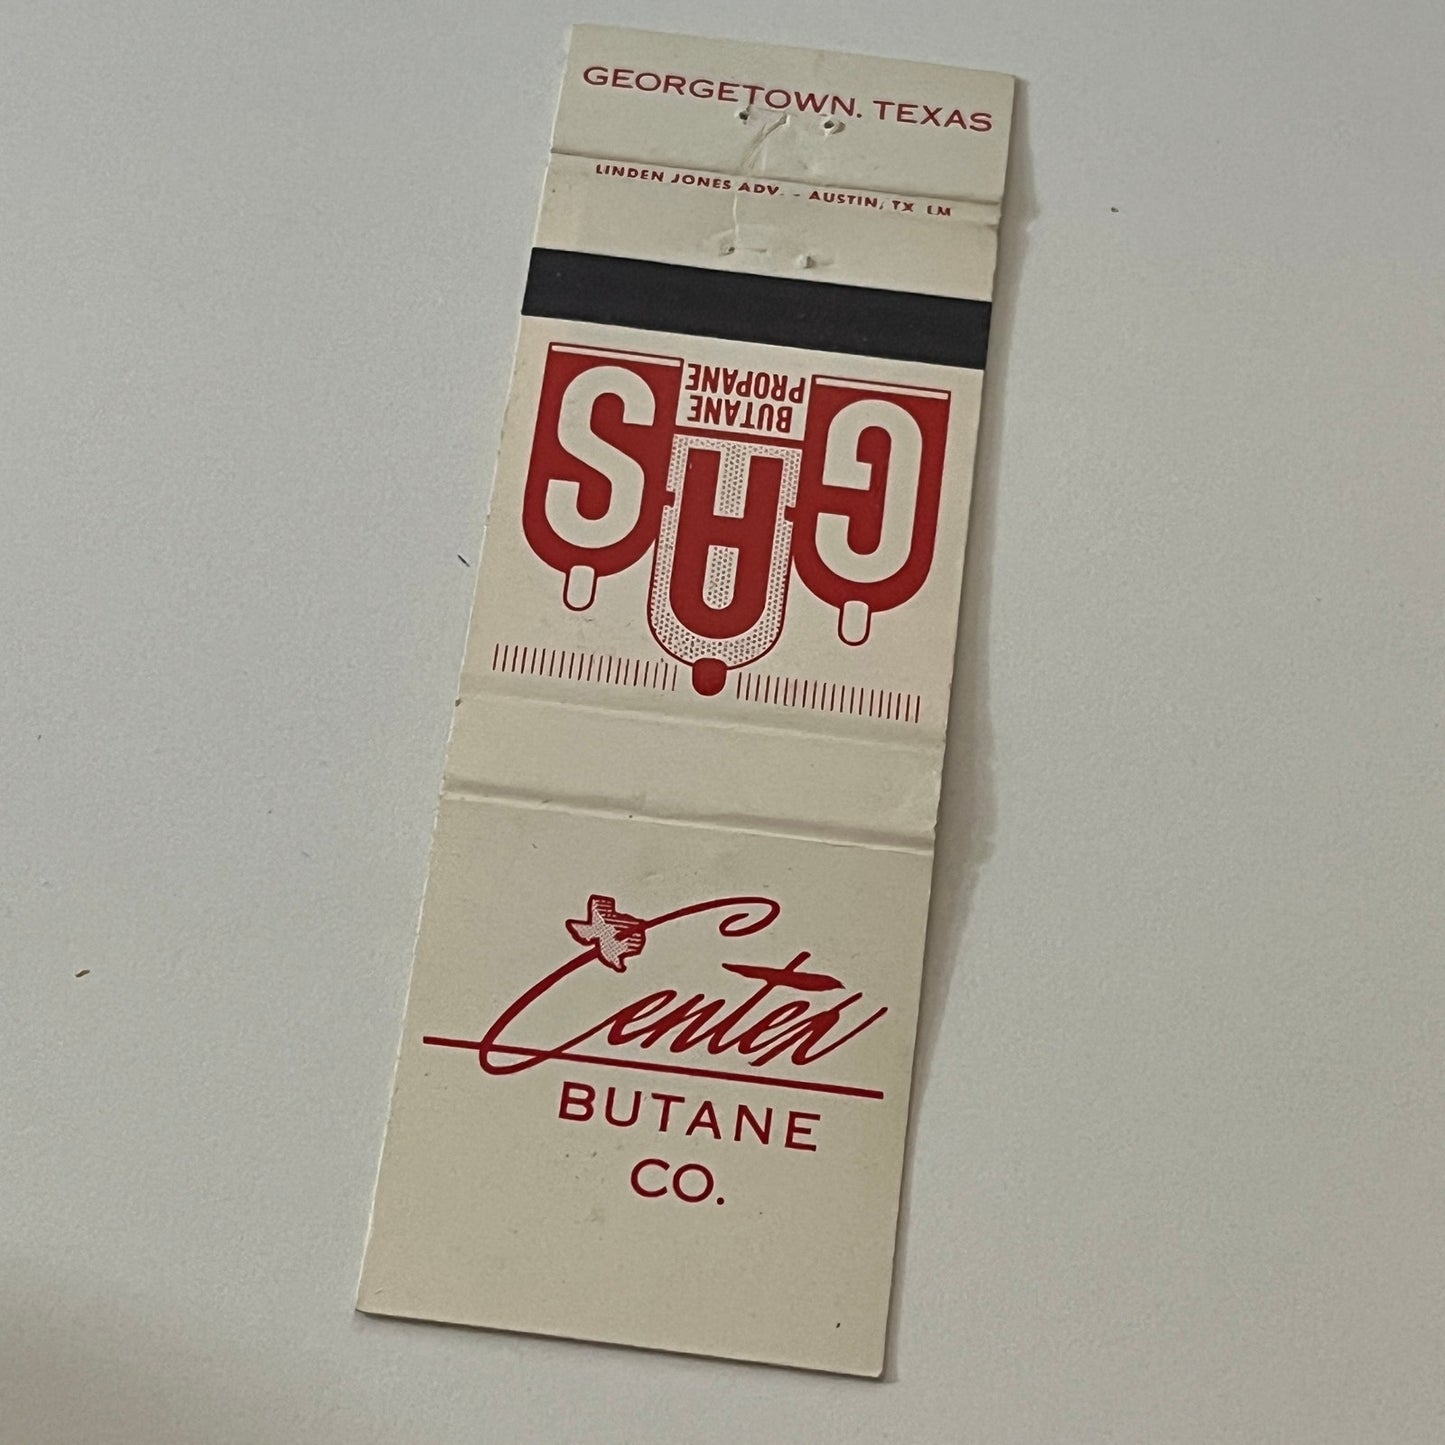 GEORGETOWN, TEXAS
LINDEN JONES ADV. - AUSTIN, TX LM
GAS
BUTANE
PROPANE
Center
BUTANE
CO.